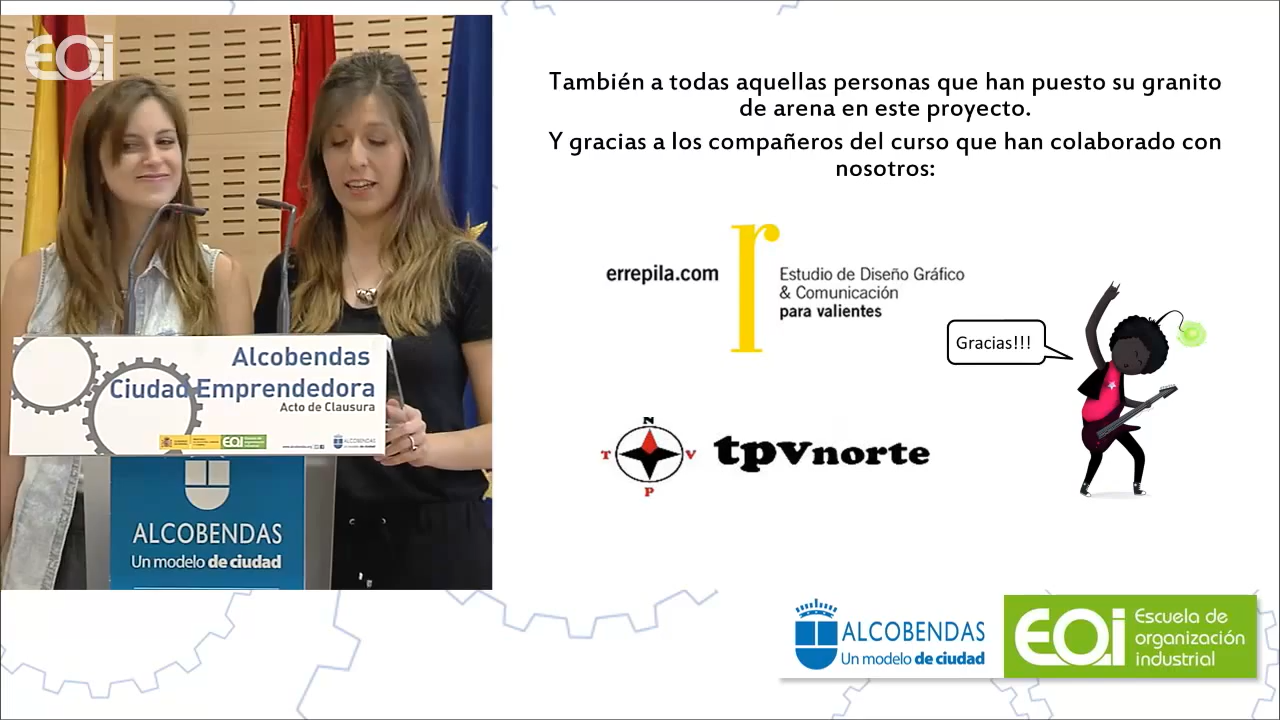 EOi
También a todas aquellas personas que han puesto su granito
de arena en este proyecto.
Y gracias a los compañeros del curso que han colaborado con
nosotros:
errepila.com
r
Estudio de Diseño Gráfico
& Comunicación
para valientes
Gracias!!!
N
T V
P
tpvnorte
Alcobendas
Ciudad Emprendedora
Acto de Clausura
EOi
ALCOBENDAS
ALCOBENDAS
Un modelo de ciudad
ALCOBENDAS
Un modelo de ciudad
EOi
Escuela de
organización
industrial